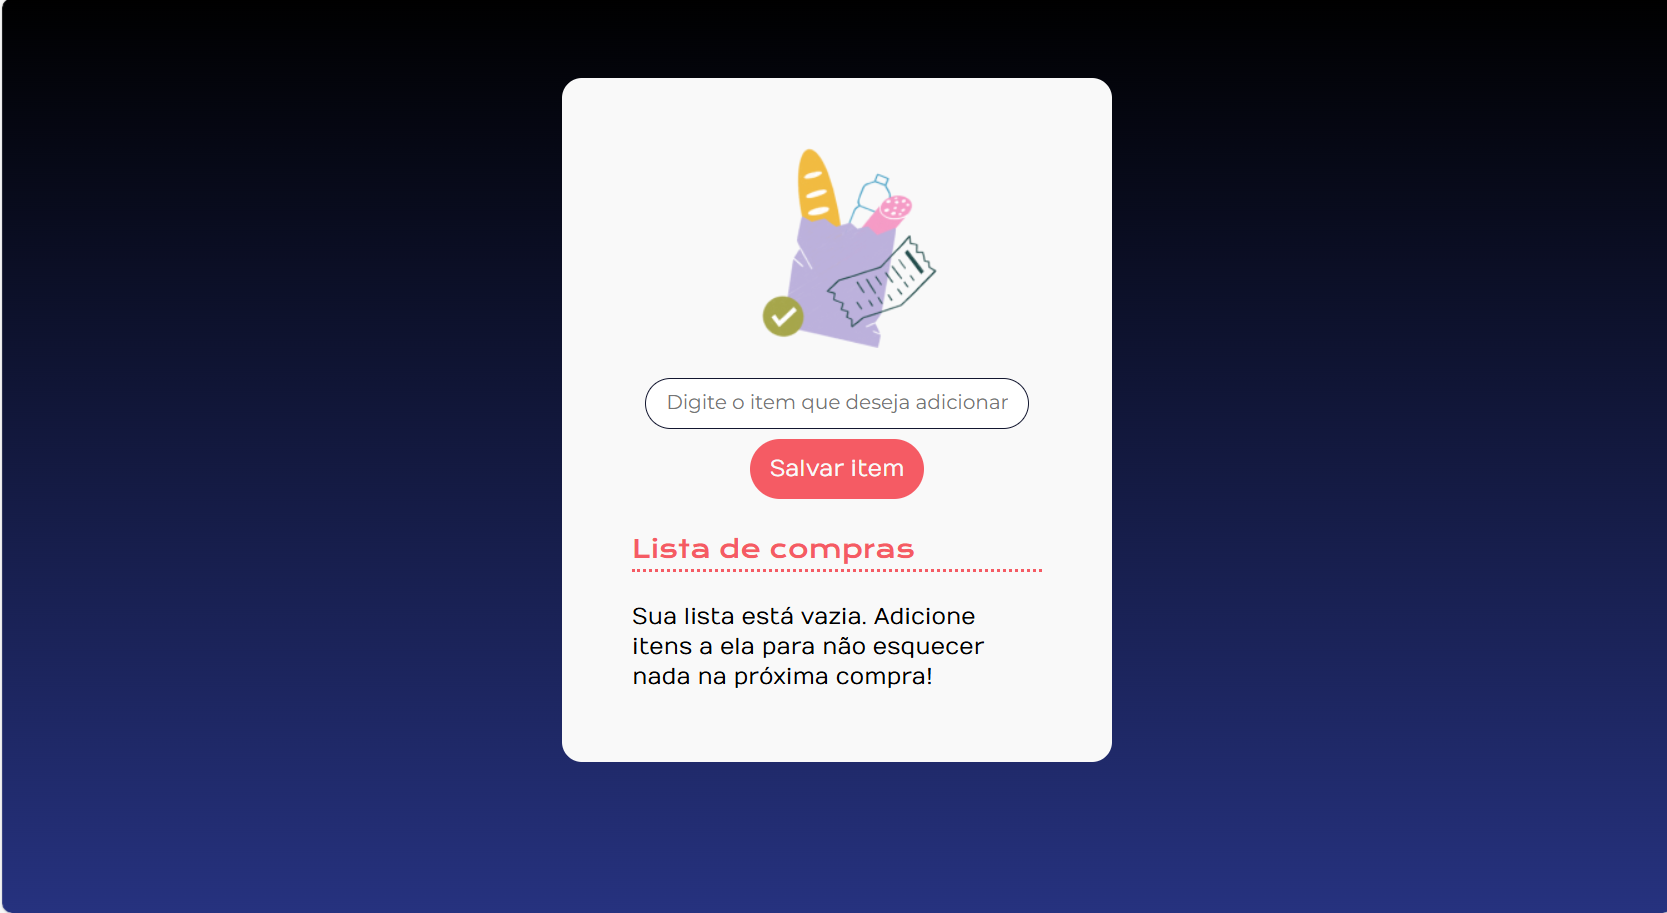 Digite o item que deseja adicionar
Salvar item
Lista de compras
Sua lista está vazia. Adicione
itens a ela para não esquecer
nada na próxima compra!